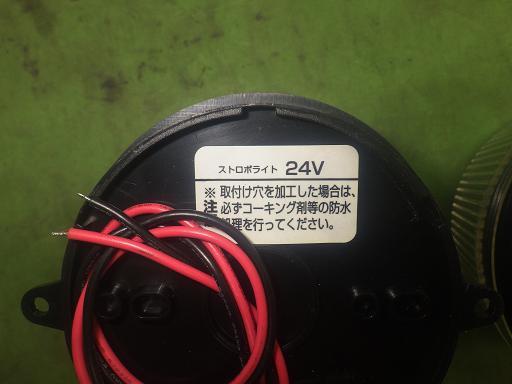 ストロボライト 24V
※ 取付け穴を加工した場合は、
注 必ずコーキング剤等の防水
処理を行ってください。